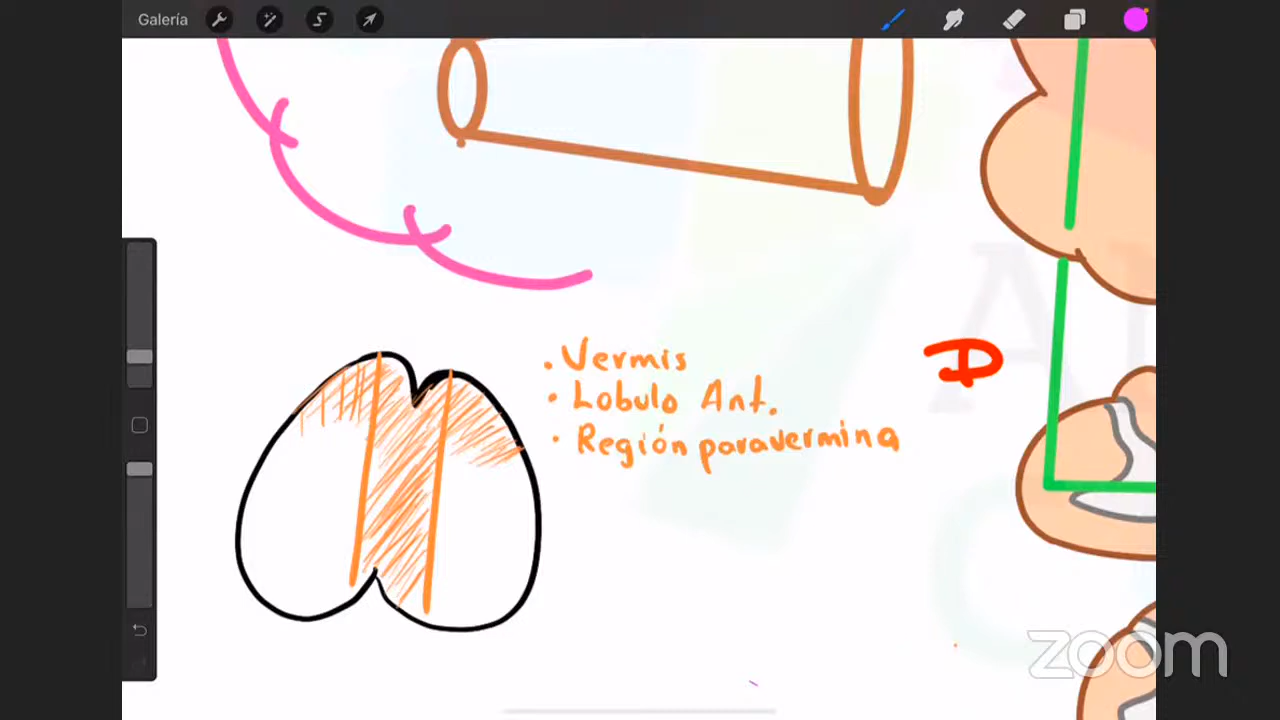 Galería
. Vermis
• Lobulo Ant.
• Región paravermina
D
zoom